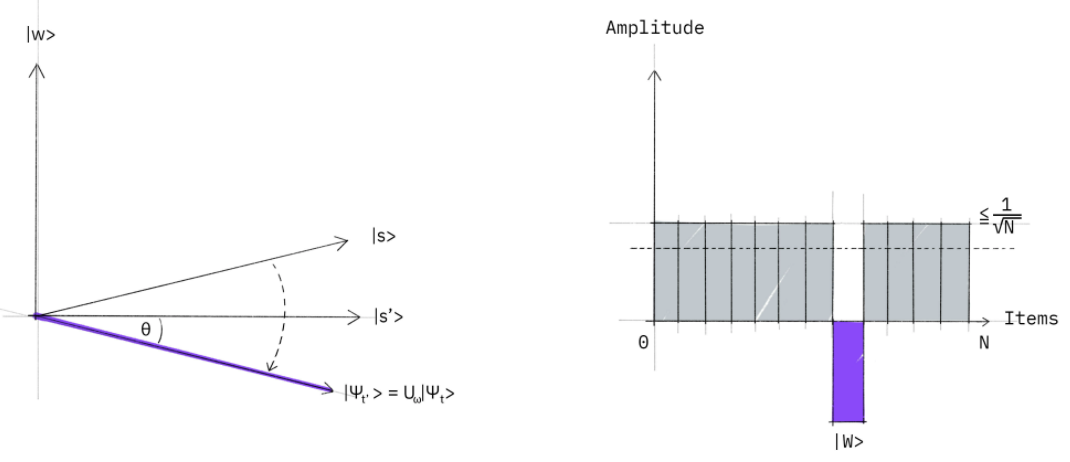 |w>
|s>
|s'>
θ
|Ψt'> = Uω|Ψt>
Amplitude
≤ 1/√N
Items
0
N
|W>